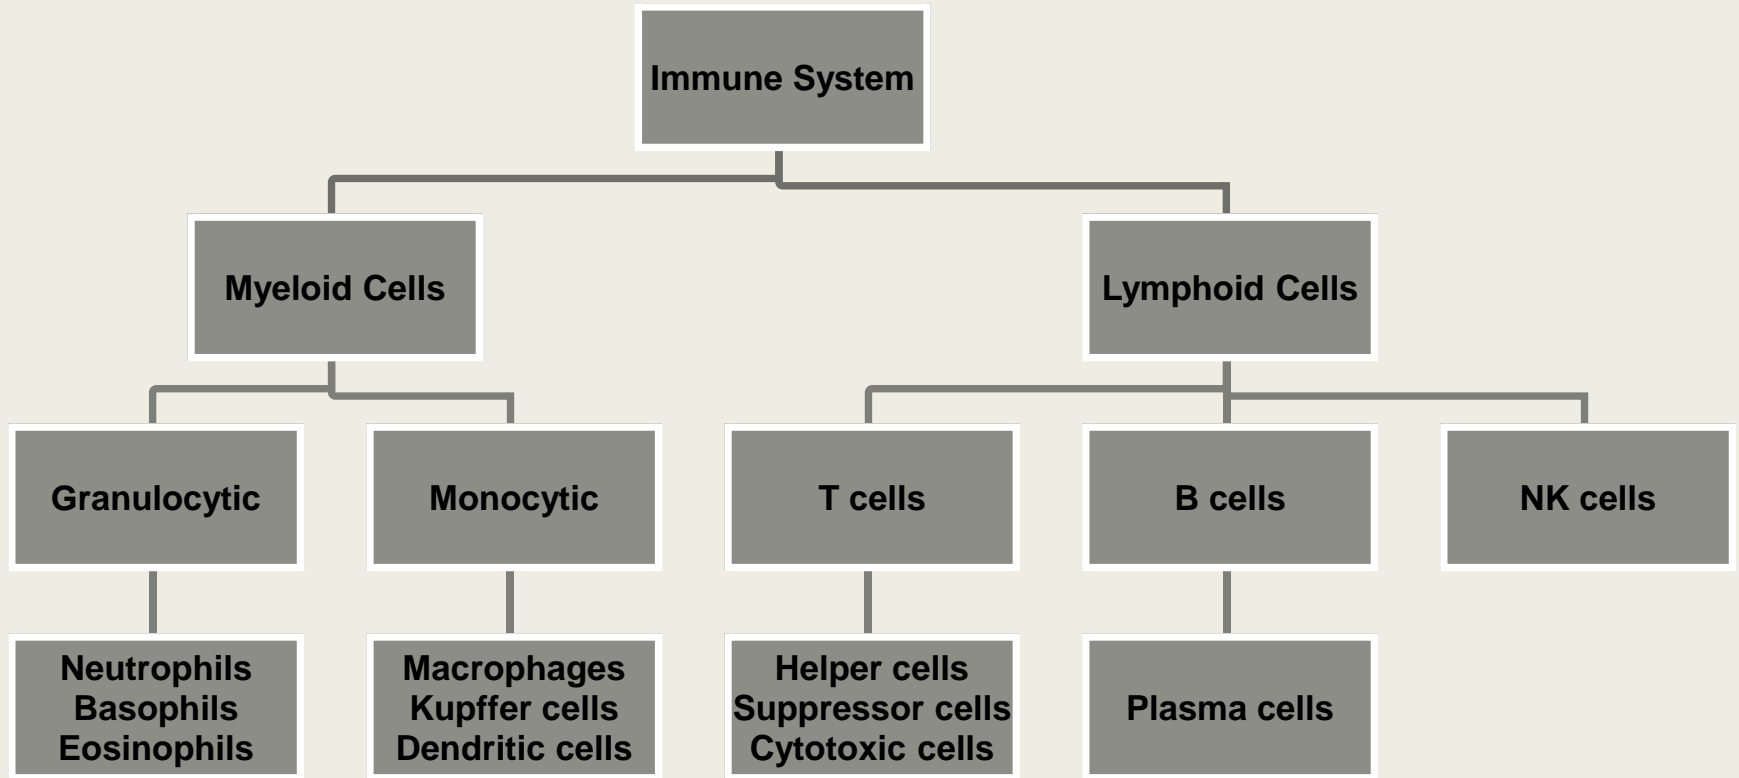 Immune System
Myeloid Cells
Lymphoid Cells
Granulocytic
Monocytic
T cells
B cells
NK cells
Neutrophils
Basophils
Eosinophils
Macrophages
Kupffer cells
Dendritic cells
Helper cells
Suppressor cells
Cytotoxic cells
Plasma cells